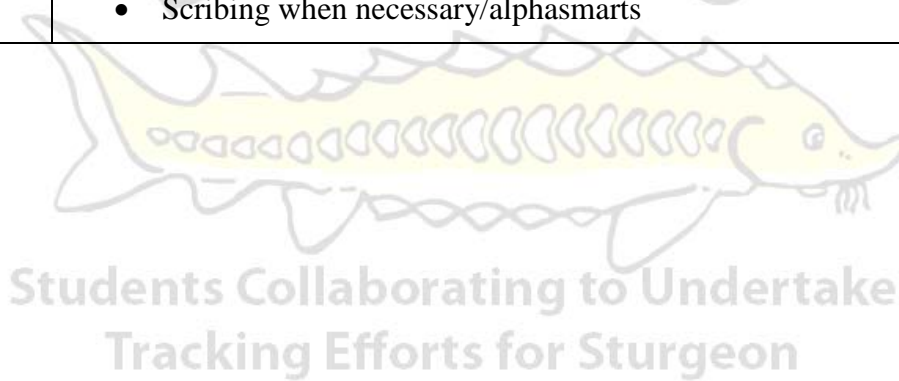 • Scribing when necessary/alphasmarts
Students Collaborating to Undertake
Tracking Efforts for Sturgeon